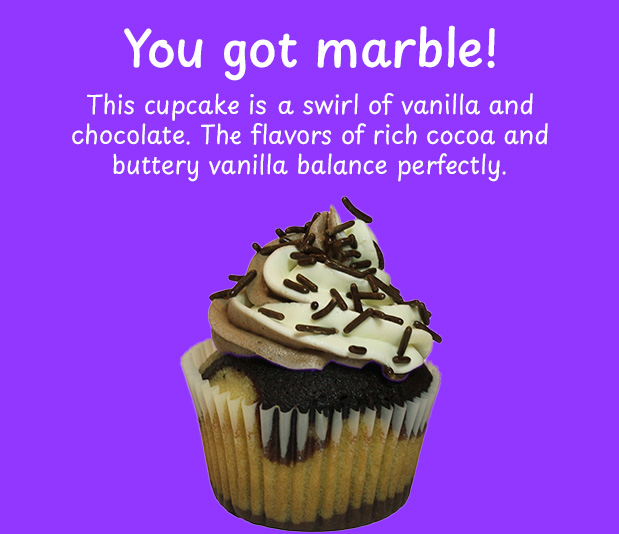 You got marble!
This cupcake is a swirl of vanilla and
chocolate. The flavors of rich cocoa and
buttery vanilla balance perfectly.